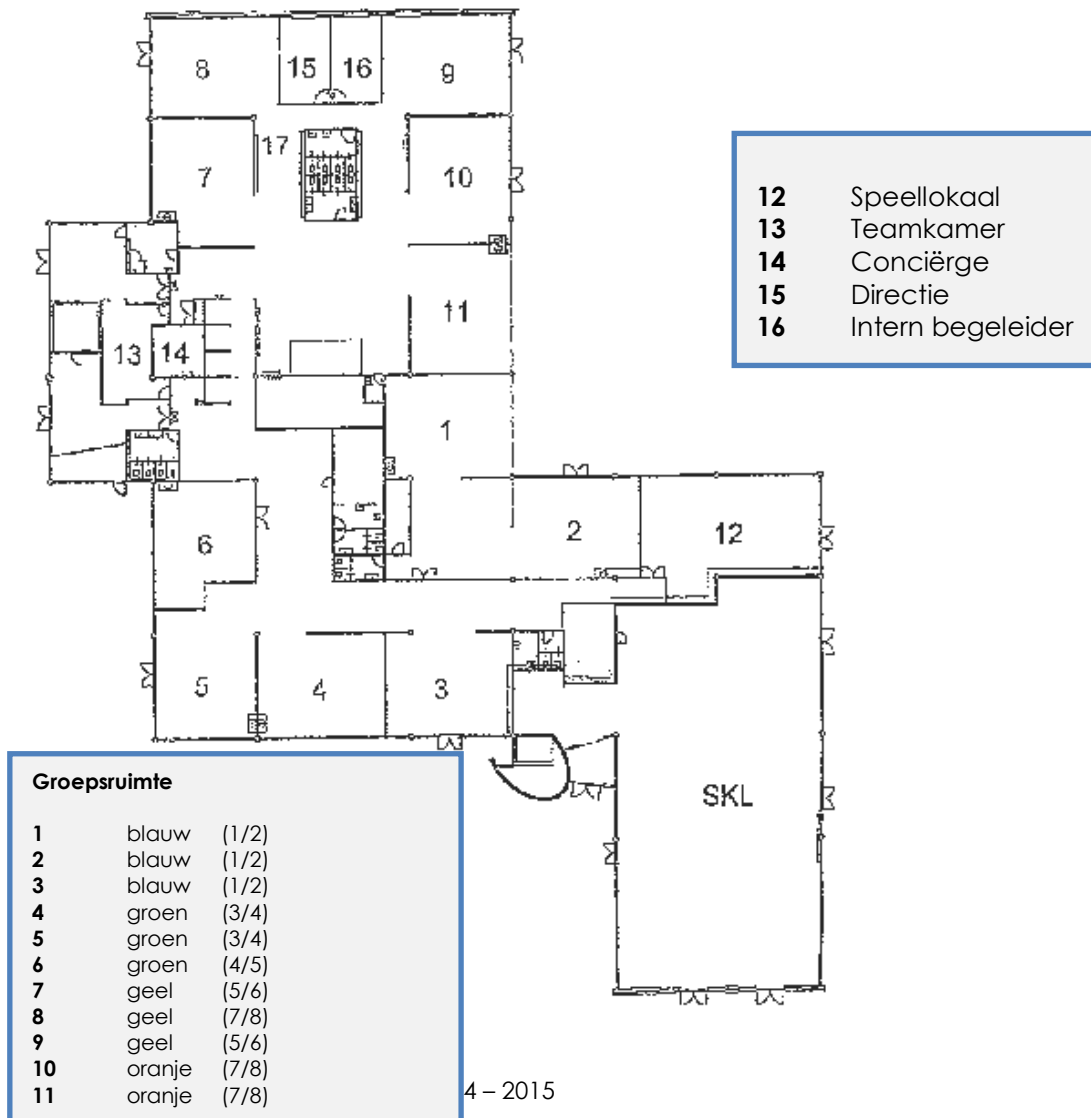 8 15 16 9
17
7 10
11
13 14
1
2 12
6
5 4 3
SKL
12 Speellokaal
13 Teamkamer
14 Conciërge
15 Directie
16 Intern begeleider
Groepsruimte
1 blauw (1/2)
2 blauw (1/2)
3 blauw (1/2)
4 groen (3/4)
5 groen (3/4)
6 groen (4/5)
7 geel (5/6)
8 geel (7/8)
9 geel (5/6)
10 oranje (7/8)
11 oranje (7/8)
4 – 2015